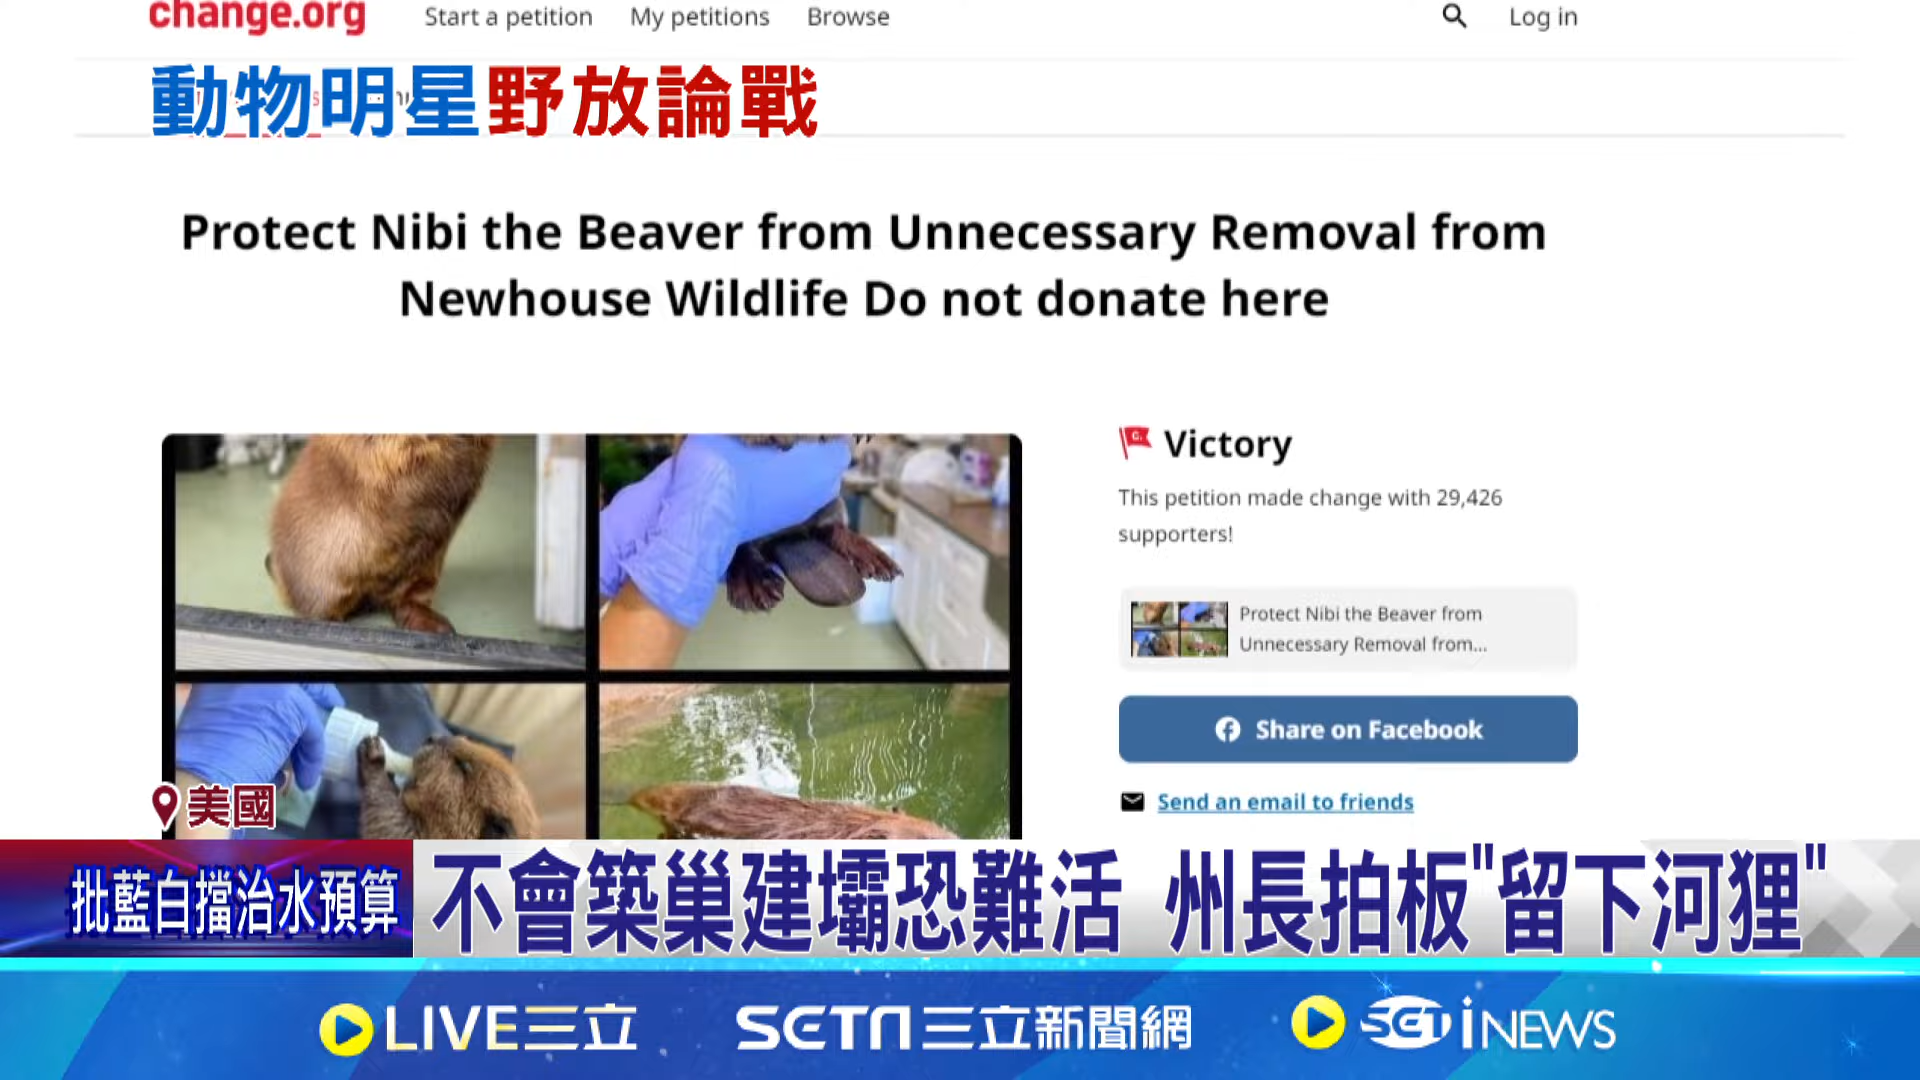 change.org Start a petition My petitions Browse Log in
動物明星野放論戰
Protect Nibi the Beaver from Unnecessary Removal from
Newhouse Wildlife Do not donate here
Victory
This petition made change with 29,426
supporters!
Protect Nibi the Beaver from
Unnecessary Removal from...
Share on Facebook
Send an email to friends
美國
批藍白擋治水預算
不會築巢建壩恐難活 州長拍板"留下河狸"
LIVE三立 SETN三立新聞網 SET iNEWS